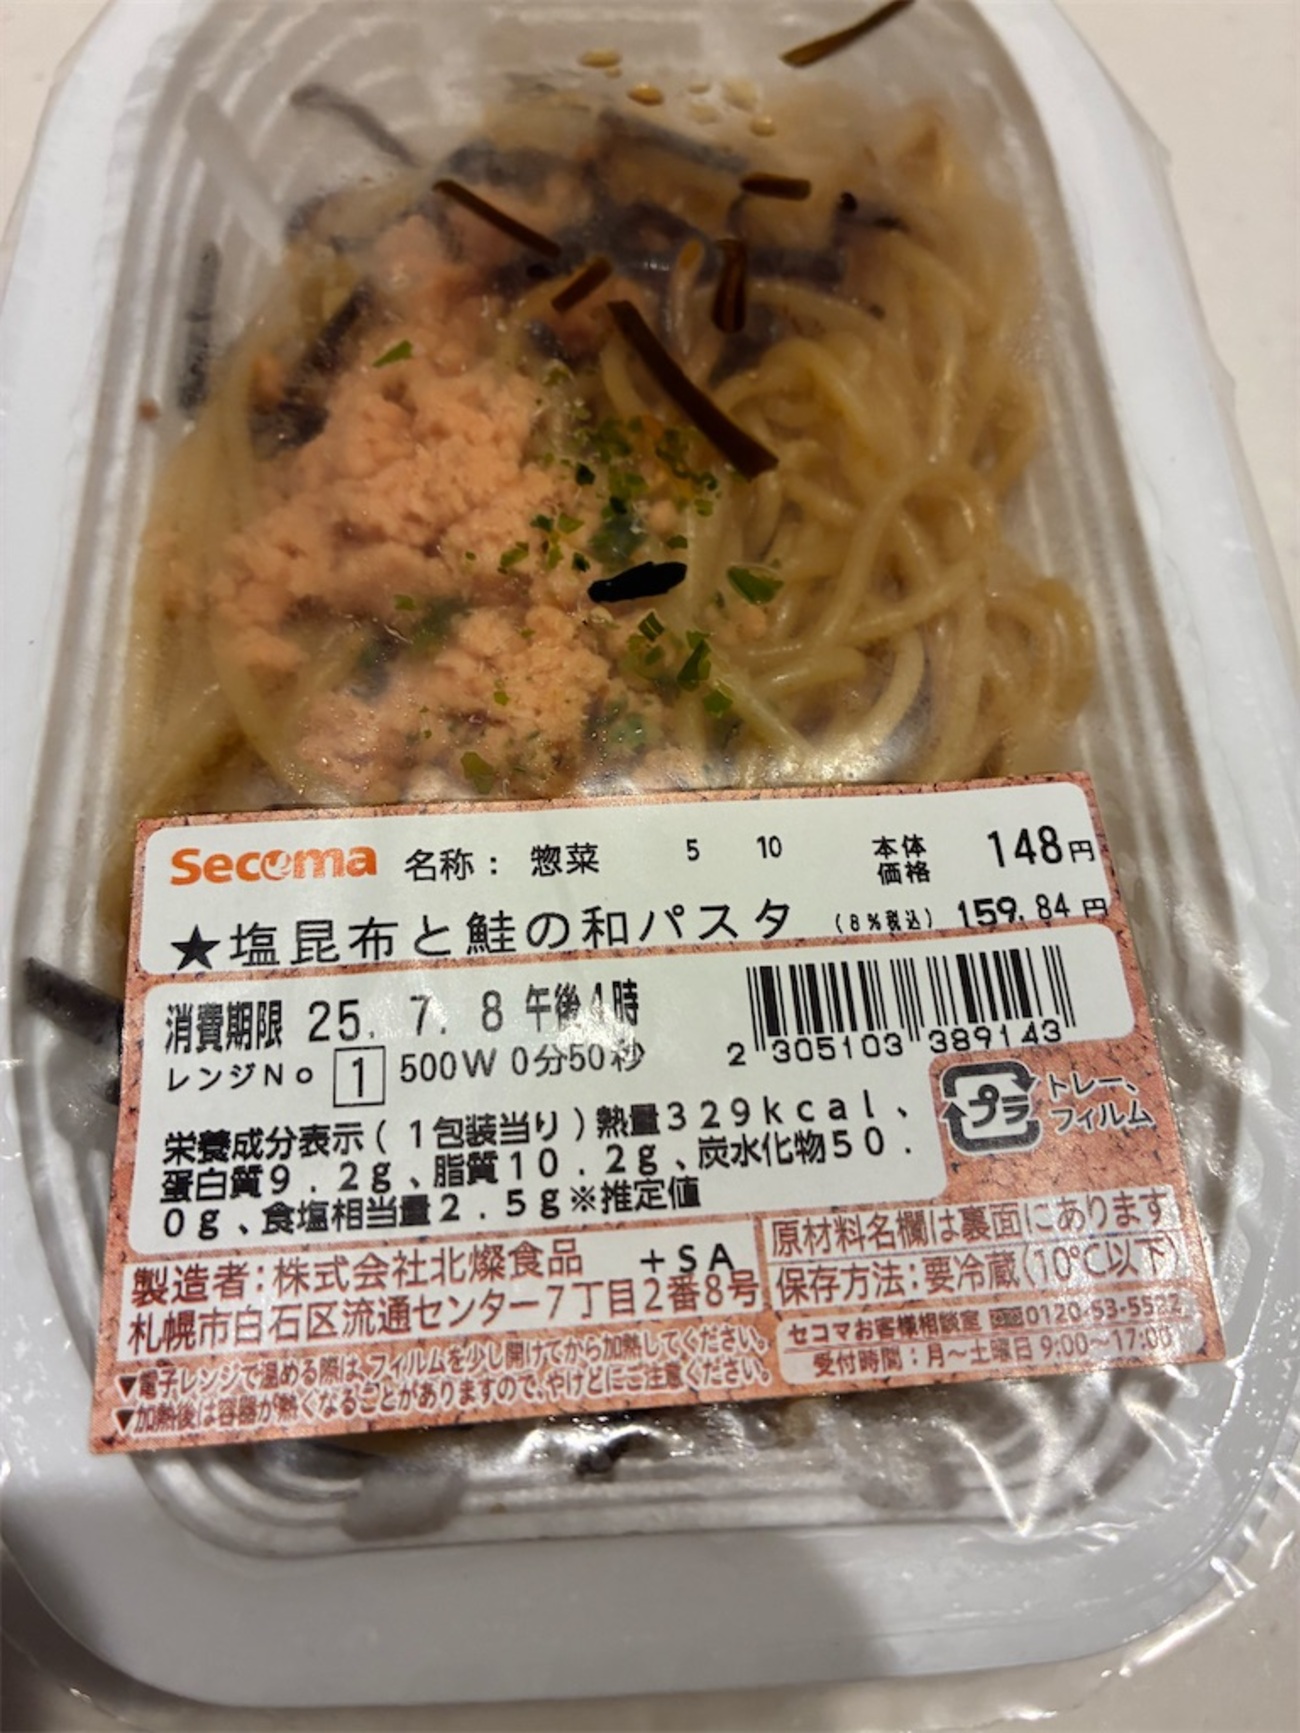 Secoma 名称： 惣菜 5 10 本体価格 148円
★塩昆布と鮭の和パスタ （8％税込） 159.84円
消費期限 25. 7. 8 午後4時
レンジＮｏ 1 500W 0分50秒
2 305103 389143
プラ トレー、フィルム
栄養成分表示（１包装当り）熱量３２９ｋｃａｌ、
蛋白質９．２ｇ、脂質１０．２ｇ、炭水化物５０．
０ｇ、食塩相当量２．５ｇ※推定値
製造者：株式会社北燦食品 +SA
札幌市白石区流通センター7丁目2番8号
原材料名欄は裏面にあります
保存方法：要冷蔵（10℃以下）
セコマお客様相談室 0120-53-5522
受付時間：月〜土曜日 9:00〜17:00
▼電子レンジで温める際は、フィルムを少し開けてから加熱してください。
▼加熱後は容器が熱くなることがありますので、やけどにご注意ください。